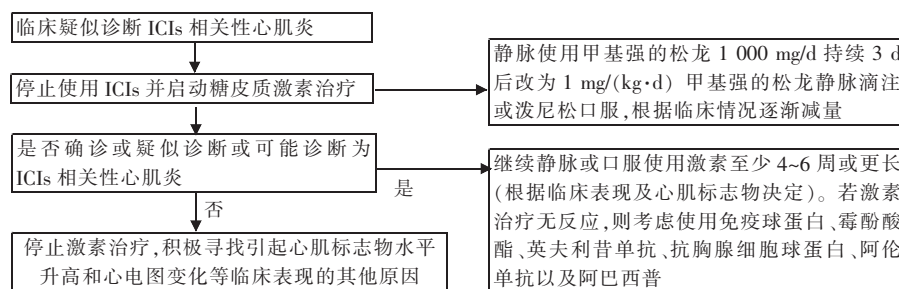 临床疑似诊断 ICIs 相关性心肌炎
停止使用 ICIs 并启动糖皮质激素治疗
静脉使用甲基强的松龙 1 000 mg/d 持续 3 d
后改为 1 mg/(kg·d) 甲基强的松龙静脉滴注
或泼尼松口服,根据临床情况逐渐减量
是否确诊或疑似诊断或可能诊断为
ICIs 相关性心肌炎
是
继续静脉或口服使用激素至少 4~6 周或更长
(根据临床表现及心肌标志物决定)。若激素
治疗无反应,则考虑使用免疫球蛋白、霉酚酸
酯、英夫利昔单抗、抗胸腺细胞球蛋白、阿伦
单抗以及阿巴西普
否
停止激素治疗,积极寻找引起心肌标志物水平
升高和心电图变化等临床表现的其他原因